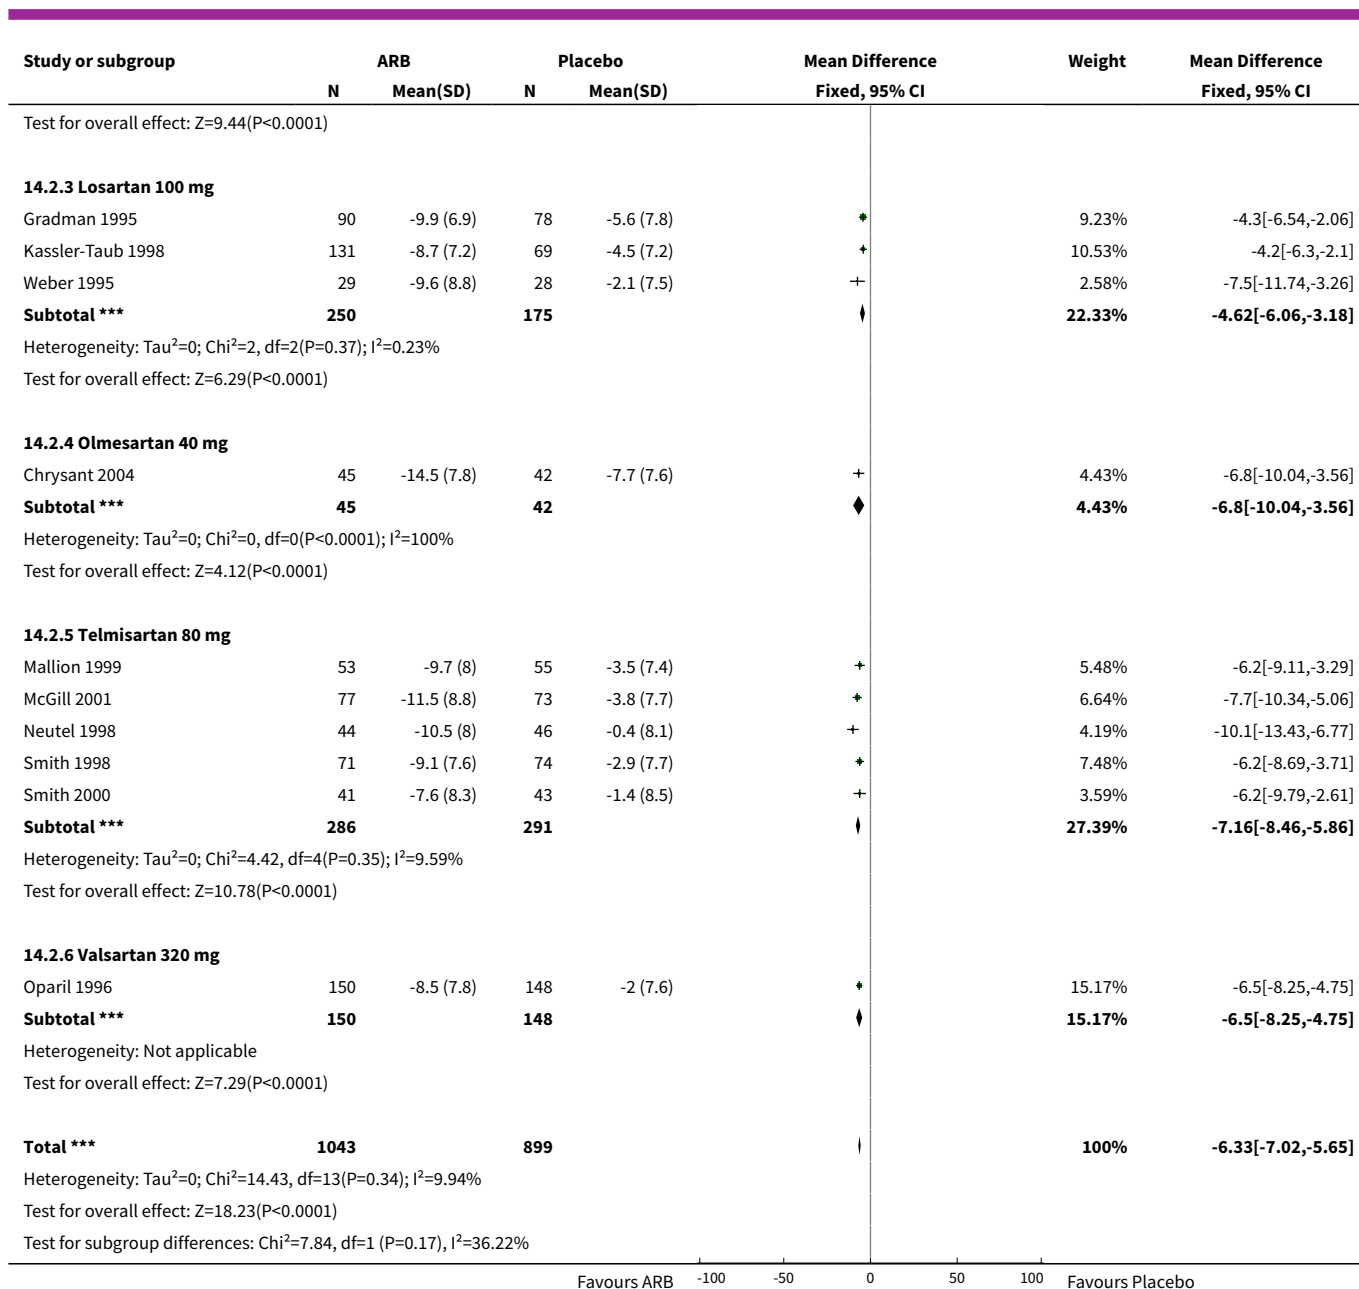 Study or subgroup ARB Placebo Mean Difference Weight Mean Difference
N Mean(SD) N Mean(SD) Fixed, 95% CI Fixed, 95% CI
Test for overall effect: Z=9.44(P<0.0001)
14.2.3 Losartan 100 mg
Gradman 1995 90 -9.9 (6.9) 78 -5.6 (7.8) 9.23% -4.3[-6.54,-2.06]
Kassler-Taub 1998 131 -8.7 (7.2) 69 -4.5 (7.2) 10.53% -4.2[-6.3,-2.1]
Weber 1995 29 -9.6 (8.8) 28 -2.1 (7.5) 2.58% -7.5[-11.74,-3.26]
Subtotal *** 250 175 22.33% -4.62[-6.06,-3.18]
Heterogeneity: Tau²=0; Chi²=2, df=2(P=0.37); I²=0.23%
Test for overall effect: Z=6.29(P<0.0001)
14.2.4 Olmesartan 40 mg
Chrysant 2004 45 -14.5 (7.8) 42 -7.7 (7.6) 4.43% -6.8[-10.04,-3.56]
Subtotal *** 45 42 4.43% -6.8[-10.04,-3.56]
Heterogeneity: Tau²=0; Chi²=0, df=0(P<0.0001); I²=100%
Test for overall effect: Z=4.12(P<0.0001)
14.2.5 Telmisartan 80 mg
Mallion 1999 53 -9.7 (8) 55 -3.5 (7.4) 5.48% -6.2[-9.11,-3.29]
McGill 2001 77 -11.5 (8.8) 73 -3.8 (7.7) 6.64% -7.7[-10.34,-5.06]
Neutel 1998 44 -10.5 (8) 46 -0.4 (8.1) 4.19% -10.1[-13.43,-6.77]
Smith 1998 71 -9.1 (7.6) 74 -2.9 (7.7) 7.48% -6.2[-8.69,-3.71]
Smith 2000 41 -7.6 (8.3) 43 -1.4 (8.5) 3.59% -6.2[-9.79,-2.61]
Subtotal *** 286 291 27.39% -7.16[-8.46,-5.86]
Heterogeneity: Tau²=0; Chi²=4.42, df=4(P=0.35); I²=9.59%
Test for overall effect: Z=10.78(P<0.0001)
14.2.6 Valsartan 320 mg
Oparil 1996 150 -8.5 (7.8) 148 -2 (7.6) 15.17% -6.5[-8.25,-4.75]
Subtotal *** 150 148 15.17% -6.5[-8.25,-4.75]
Heterogeneity: Not applicable
Test for overall effect: Z=7.29(P<0.0001)
Total *** 1043 899 100% -6.33[-7.02,-5.65]
Heterogeneity: Tau²=0; Chi²=14.43, df=13(P=0.34); I²=9.94%
Test for overall effect: Z=18.23(P<0.0001)
Test for subgroup differences: Chi²=7.84, df=1 (P=0.17), I²=36.22%
Favours ARB -100 -50 0 50 100 Favours Placebo